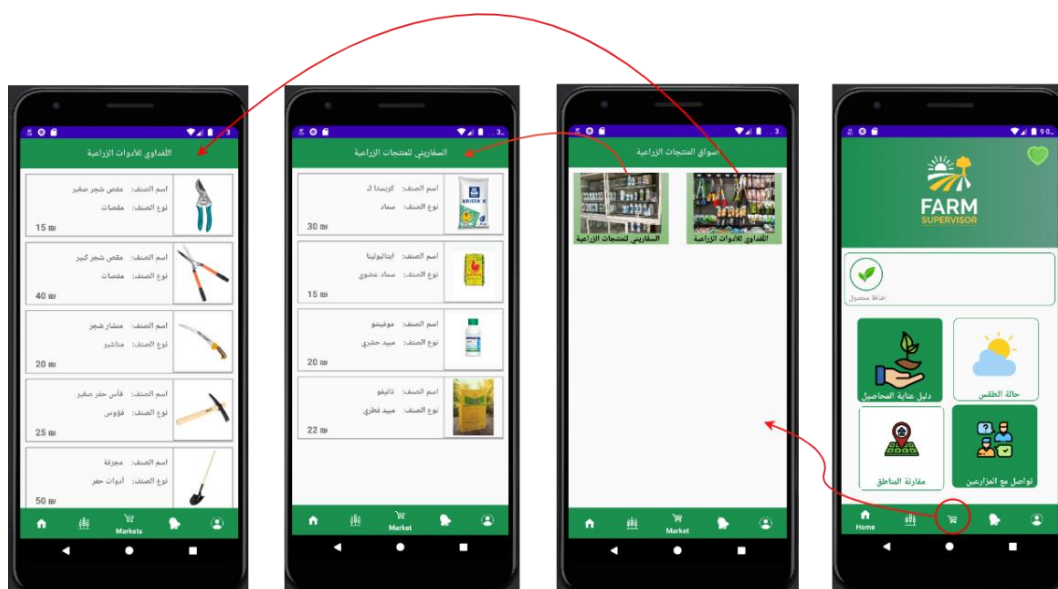 اللفداوي للأدوات الزراعية
اسم الصنف: مقص شجر صغير
نوع الصنف: مقصات
15 ₪
اسم الصنف: مقص شجر كبير
نوع الصنف: مقصات
40 ₪
اسم الصنف: منشار شجر
نوع الصنف: مناشير
20 ₪
اسم الصنف: فأس حفر صغير
نوع الصنف: فؤوس
25 ₪
اسم الصنف: مجرفة
نوع الصنف: أدوات حفر
50 ₪
Markets
السفاريني للمنتجات الزراعية
اسم الصنف: كريستا ك
نوع الصنف: سماد
KRISTA K
30 ₪
اسم الصنف: ايتالبولينا
نوع الصنف: سماد عضوي
15 ₪
اسم الصنف: موفينتو
نوع الصنف: مبيد حشري
20 ₪
اسم الصنف: ناتيفو
نوع الصنف: مبيد فطري
22 ₪
Market
أسواق المنتجات الزراعية
السفاريني للمنتجات الزراعية
اللفداوي للأدوات الزراعية
Market
FARM
SUPERVISOR
إضافة محصول
حالة الطقس
دليل عناية المحاصيل
تواصل مع المزارعين
مقارنة المناطق
Home